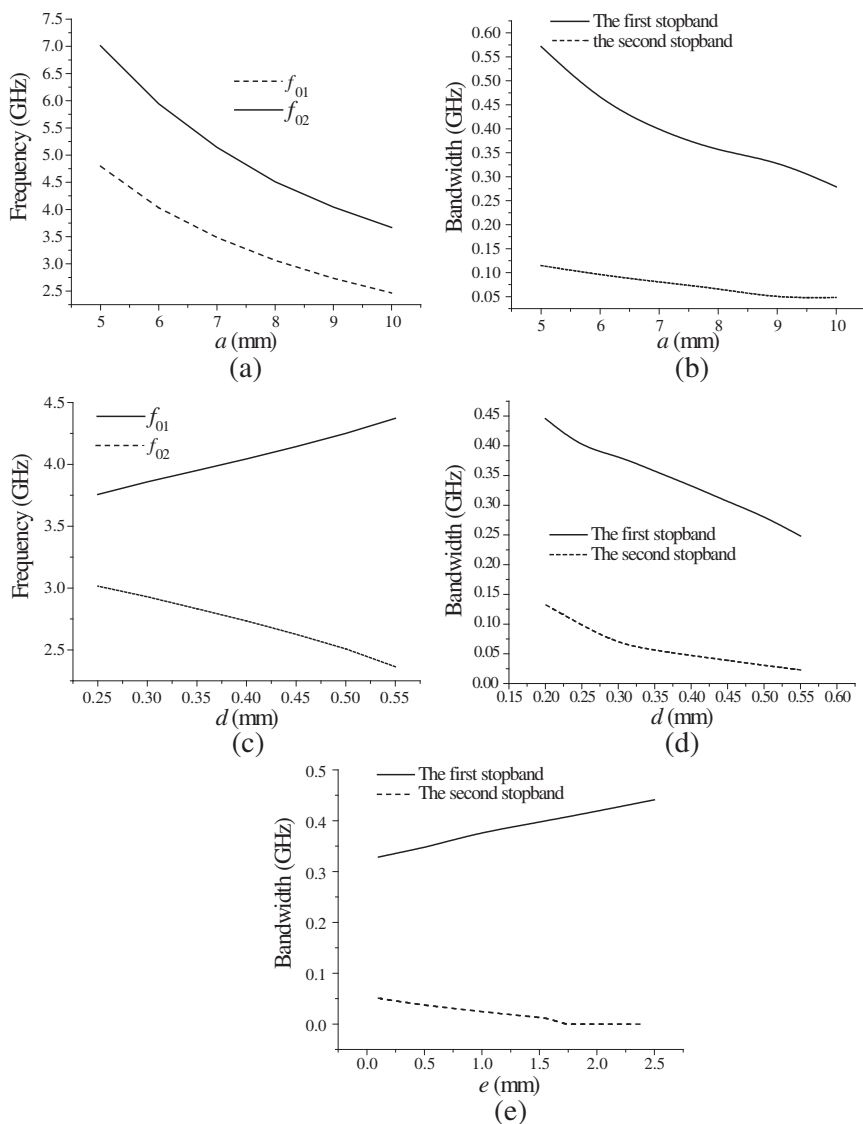 7.5
7.0
6.5
6.0
5.5
5.0
4.5
4.0
3.5
3.0
2.5
Frequency (GHz)
f01
f02
5 6 7 8 9 10
a (mm)
(a)
The first stopband
the second stopband
0.60
0.55
0.50
0.45
0.40
0.35
0.30
0.25
0.20
0.15
0.10
0.05
Bandwidth (GHz)
5 6 7 8 9 10
a (mm)
(b)
4.5
4.0
3.5
3.0
2.5
Frequency (GHz)
f01
f02
0.25 0.30 0.35 0.40 0.45 0.50 0.55
d (mm)
(c)
0.45
0.40
0.35
0.30
0.25
0.20
0.15
0.10
0.05
0.00
Bandwidth (GHz)
The first stopband
The second stopband
0.15 0.20 0.25 0.30 0.35 0.40 0.45 0.50 0.55 0.60
d (mm)
(d)
0.5
0.4
0.3
0.2
0.1
0.0
Bandwidth (GHz)
The first stopband
The second stopband
0.0 0.5 1.0 1.5 2.0 2.5
e (mm)
(e)